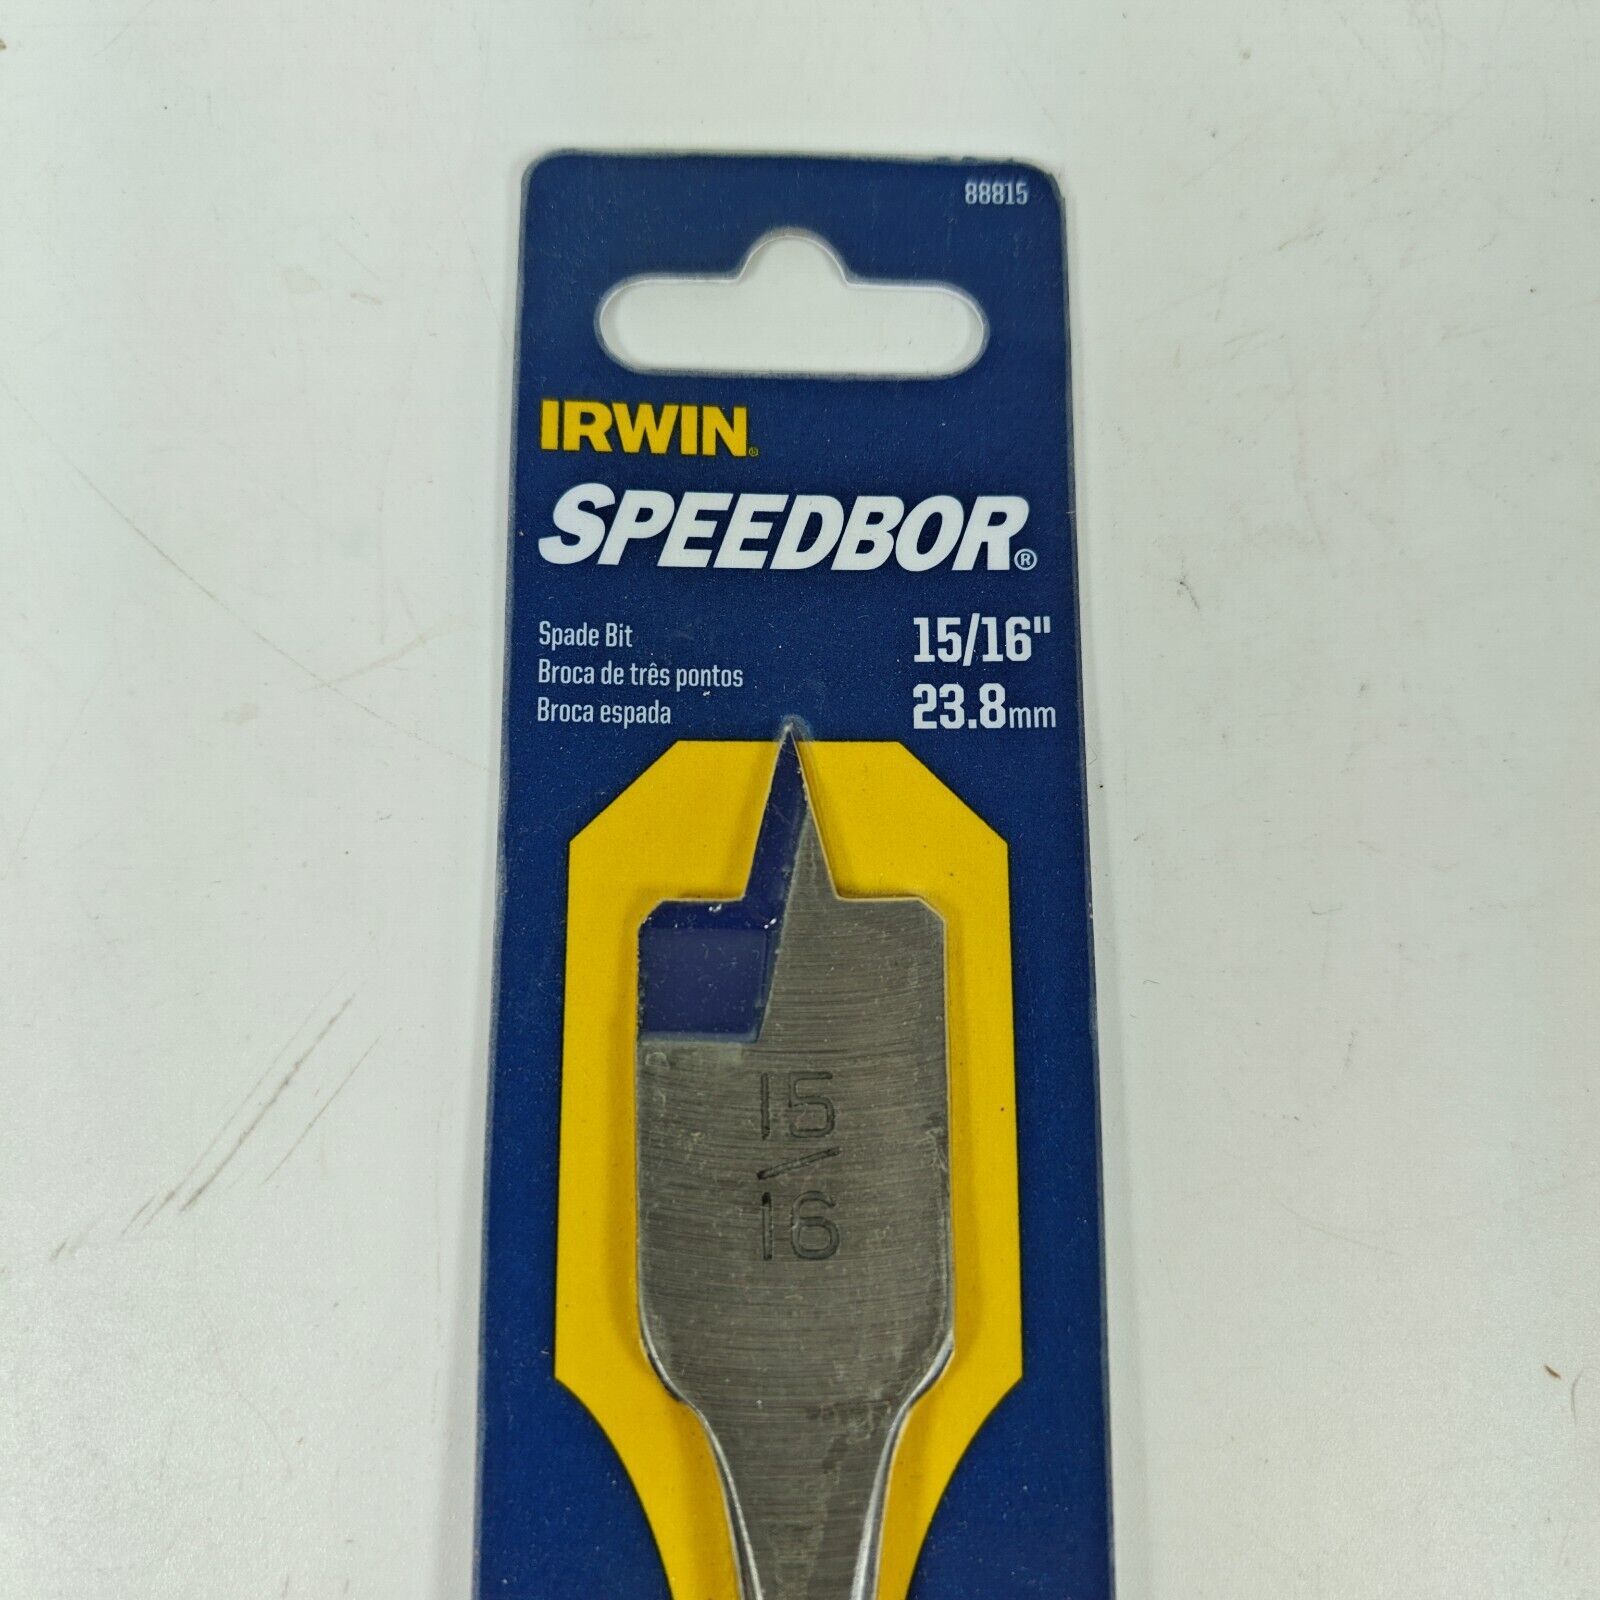 88815
IRWIN®
SPEEDBOR®
Spade Bit
Broca de três pontos
Broca espada
15/16"
23.8mm
15
/
16